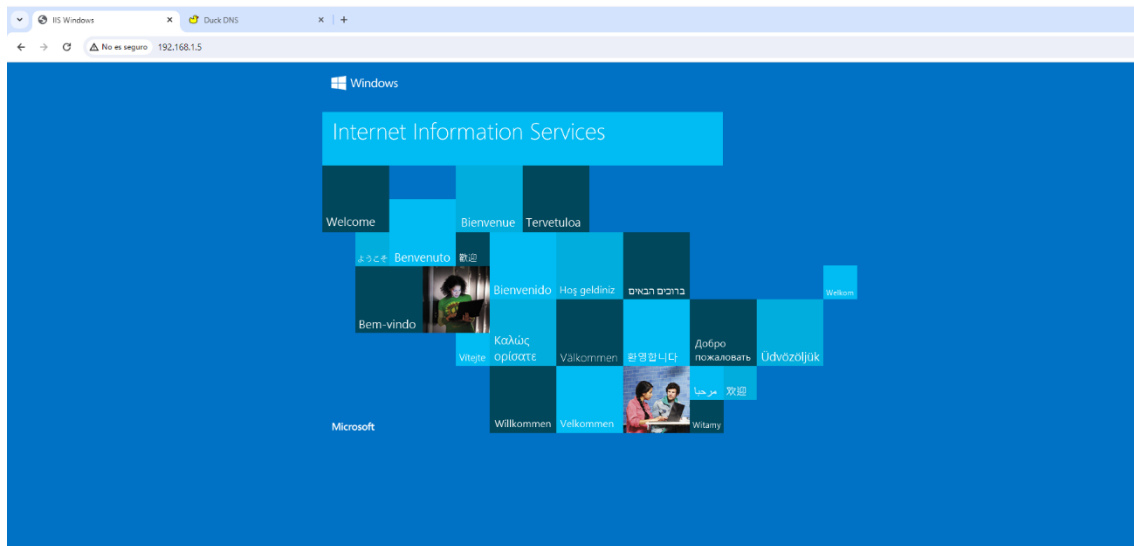 IIS Windows
Duck DNS
No es seguro 192.168.1.5
Windows
Internet Information Services
Welcome
Bienvenue
Tervetuloa
ようこそ
Benvenuto
歡迎
Bienvenido
Hoş geldiniz
ברוכים הבאים
Welkom
Bem-vindo
Vítejte
Καλώς
ορίσατε
Välkommen
환영합니다
Добро
пожаловать
Üdvözöljük
مرحبا
欢迎
Microsoft
Willkommen
Velkommen
Witamy